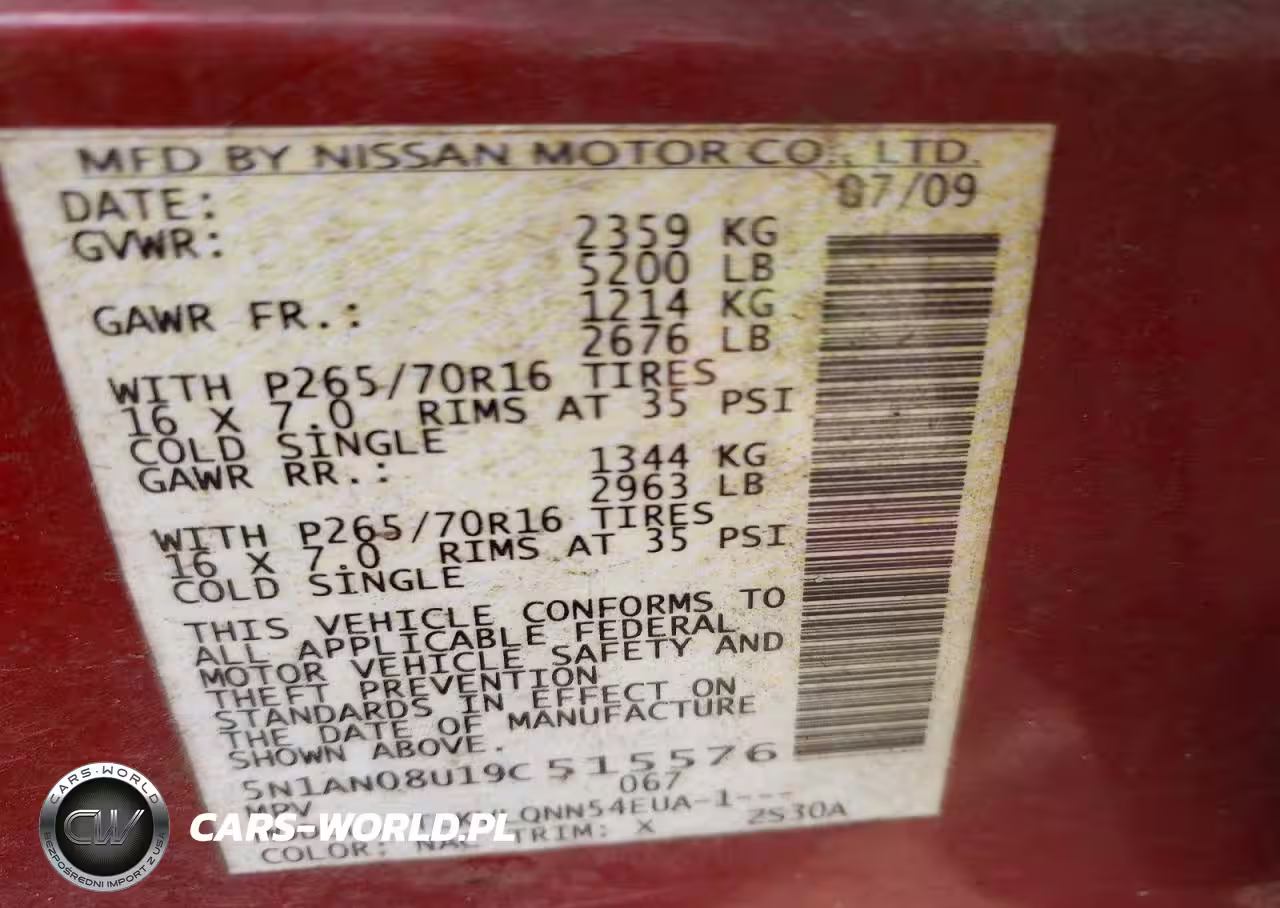 MFD BY NISSAN MOTOR CO., LTD.
DATE: 07/09
GVWR: 2359 KG
5200 LB
GAWR FR.: 1214 KG
2676 LB
WITH P265/70R16 TIRES
16 X 7.0 RIMS AT 35 PSI
COLD SINGLE
GAWR RR.: 1344 KG
2963 LB
WITH P265/70R16 TIRES
16 X 7.0 RIMS AT 35 PSI
COLD SINGLE
THIS VEHICLE CONFORMS TO
ALL APPLICABLE FEDERAL
MOTOR VEHICLE SAFETY AND
THEFT PREVENTION
STANDARDS IN EFFECT ON
THE DATE OF MANUFACTURE
SHOWN ABOVE.
5N1AN08U19C515576
MPV 067
QNN54EUA-1---
COLOR: TRIM: X ZS30A
CARS-WORLD
CW
BEZPOŚREDNI IMPORT Z USA
CARS-WORLD.PL